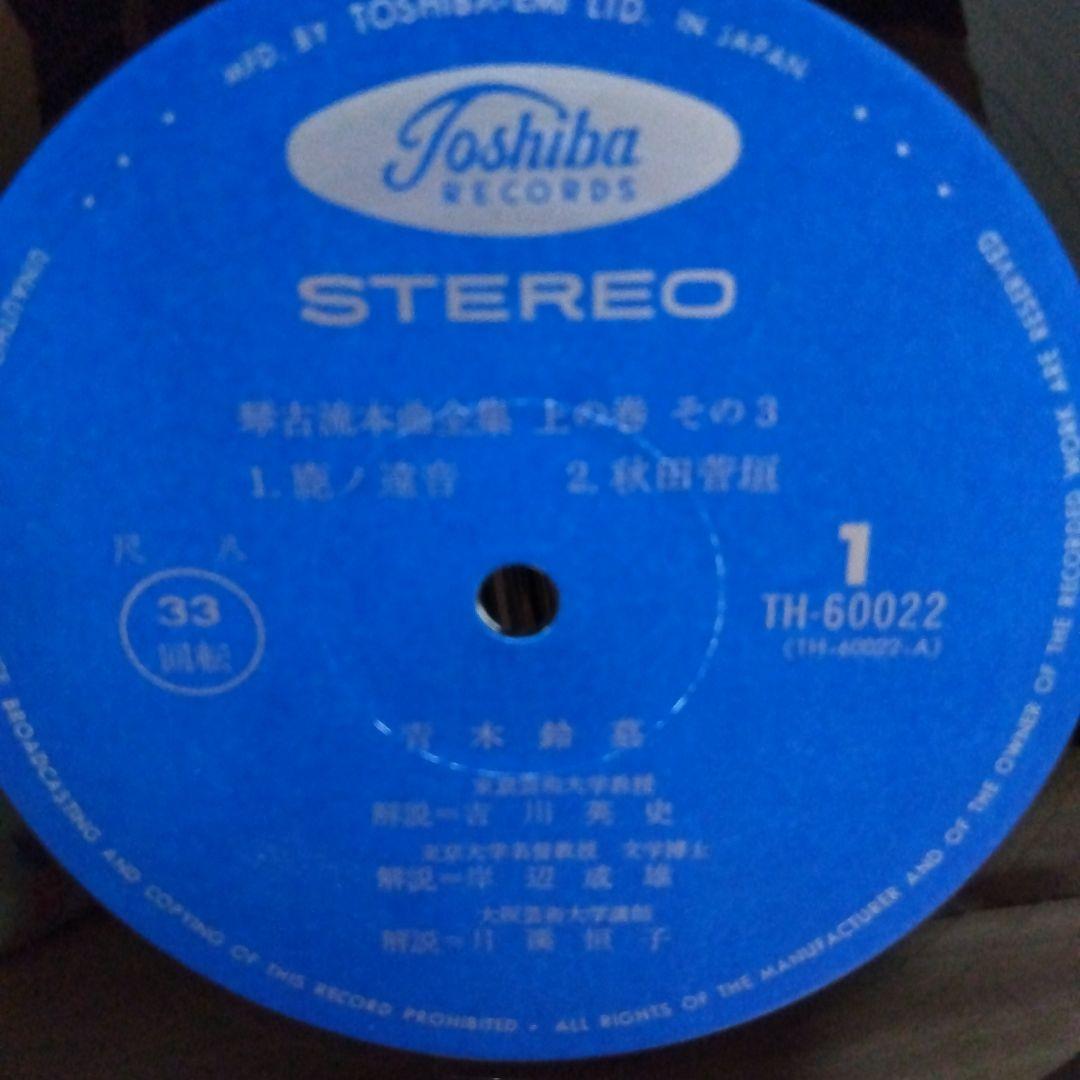 MFD. BY TOSHIBA-EMI LTD. IN JAPAN
Toshiba
RECORDS
STEREO
琴古流本曲全集 上の巻 その3
1. 鹿ノ遠音 2. 秋田菅垣
尺 八
33
回転
1
TH-60022
(TH-60022-A)
青 木 鈴 慕
東京芸術大学教授
解説=吉 川 英 史
東京大学名誉教授 文学博士
解説=岸 辺 成 雄
大阪芸術大学講師
解説=月 溪 恒 子
BROADCASTING AND COPYING OF THIS RECORD PROHIBITED · ALL RIGHTS OF THE MANUFACTURER AND OF THE OWNER OF THE RECORDED WORK ARE RESERVED